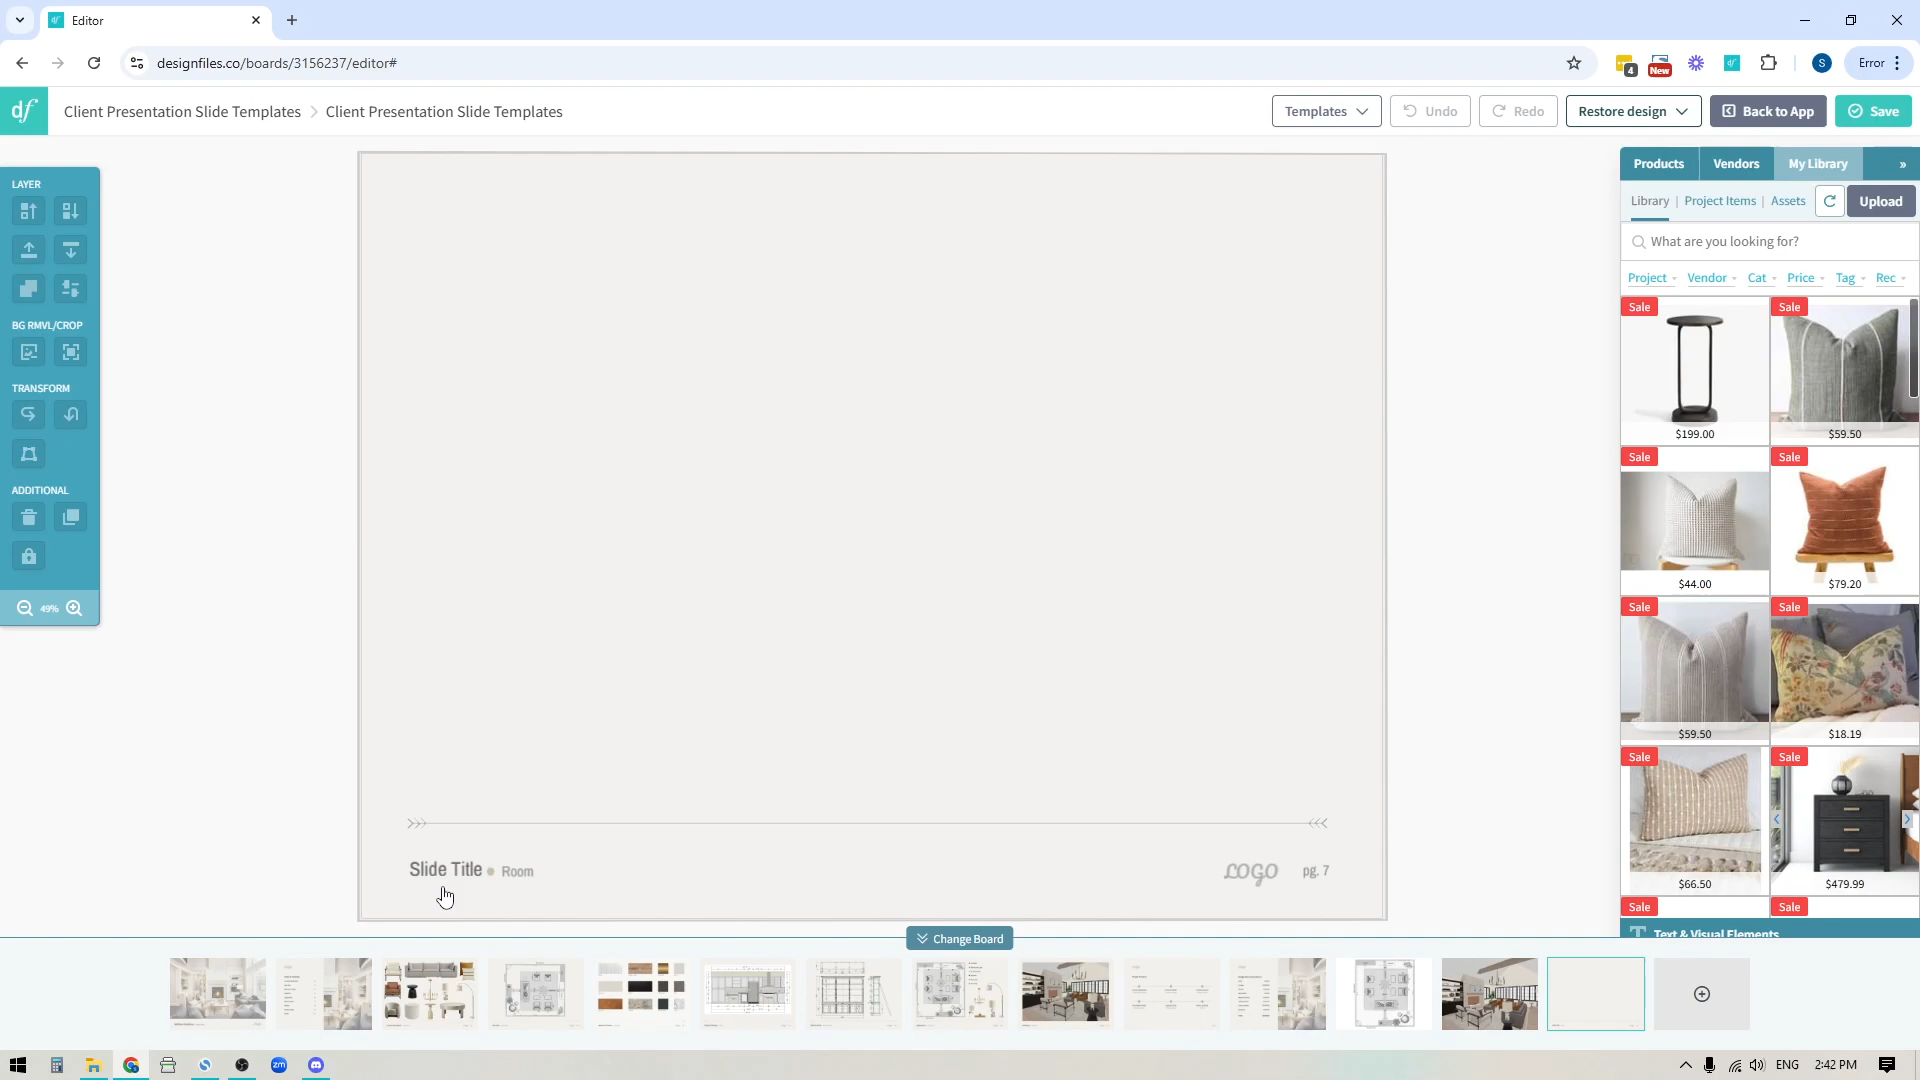 Editor
designfiles.co/boards/3156237/editor#
4
New
S
Error
df
Client Presentation Slide Templates > Client Presentation Slide Templates
Templates
Undo
Redo
Restore design
Back to App
Save
LAYER
BG RMVL/CROP
TRANSFORM
ADDITIONAL
49%
Products
Vendors
My Library
»
Library | Project Items | Assets
Upload
What are you looking for?
Project
Vendor
Cat
Price
Tag
Rec
Sale
Sale
$199.00
$59.50
Sale
Sale
$44.00
$79.20
Sale
Sale
$59.50
$18.19
Sale
Sale
$66.50
$479.99
Sale
Sale
Text & Visual Elements
Slide Title • Room
LOGO
pg. 7
Change Board
zm
ENG
2:42 PM